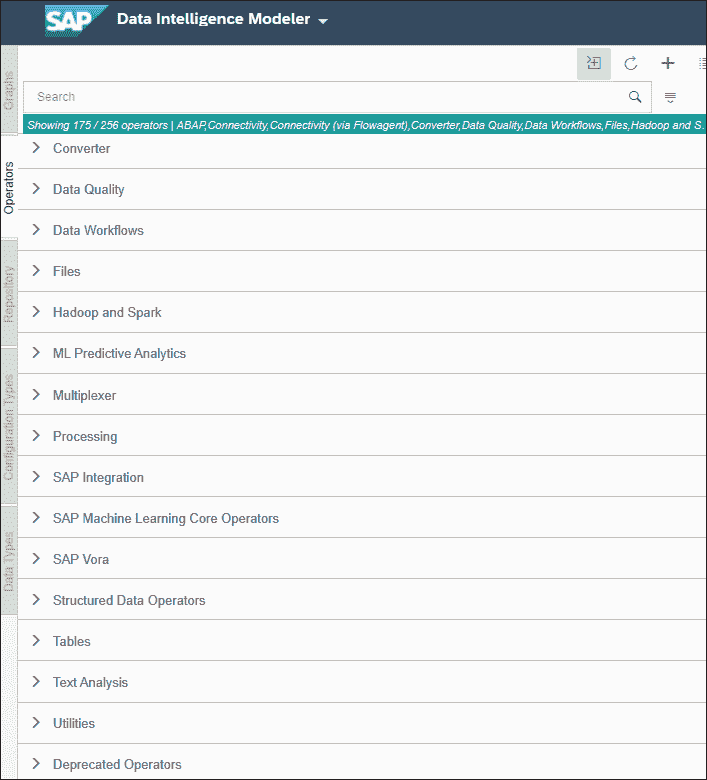 SAP
Data Intelligence Modeler
Search
Showing 175 / 256 operators | ABAP,Connectivity,Connectivity (via Flowagent),Converter,Data Quality,Data Workflows,Files,Hadoop and S.
Graphs
Operators
Repository
Configuration Types
Data Types
Converter
Data Quality
Data Workflows
Files
Hadoop and Spark
ML Predictive Analytics
Multiplexer
Processing
SAP Integration
SAP Machine Learning Core Operators
SAP Vora
Structured Data Operators
Tables
Text Analysis
Utilities
Deprecated Operators